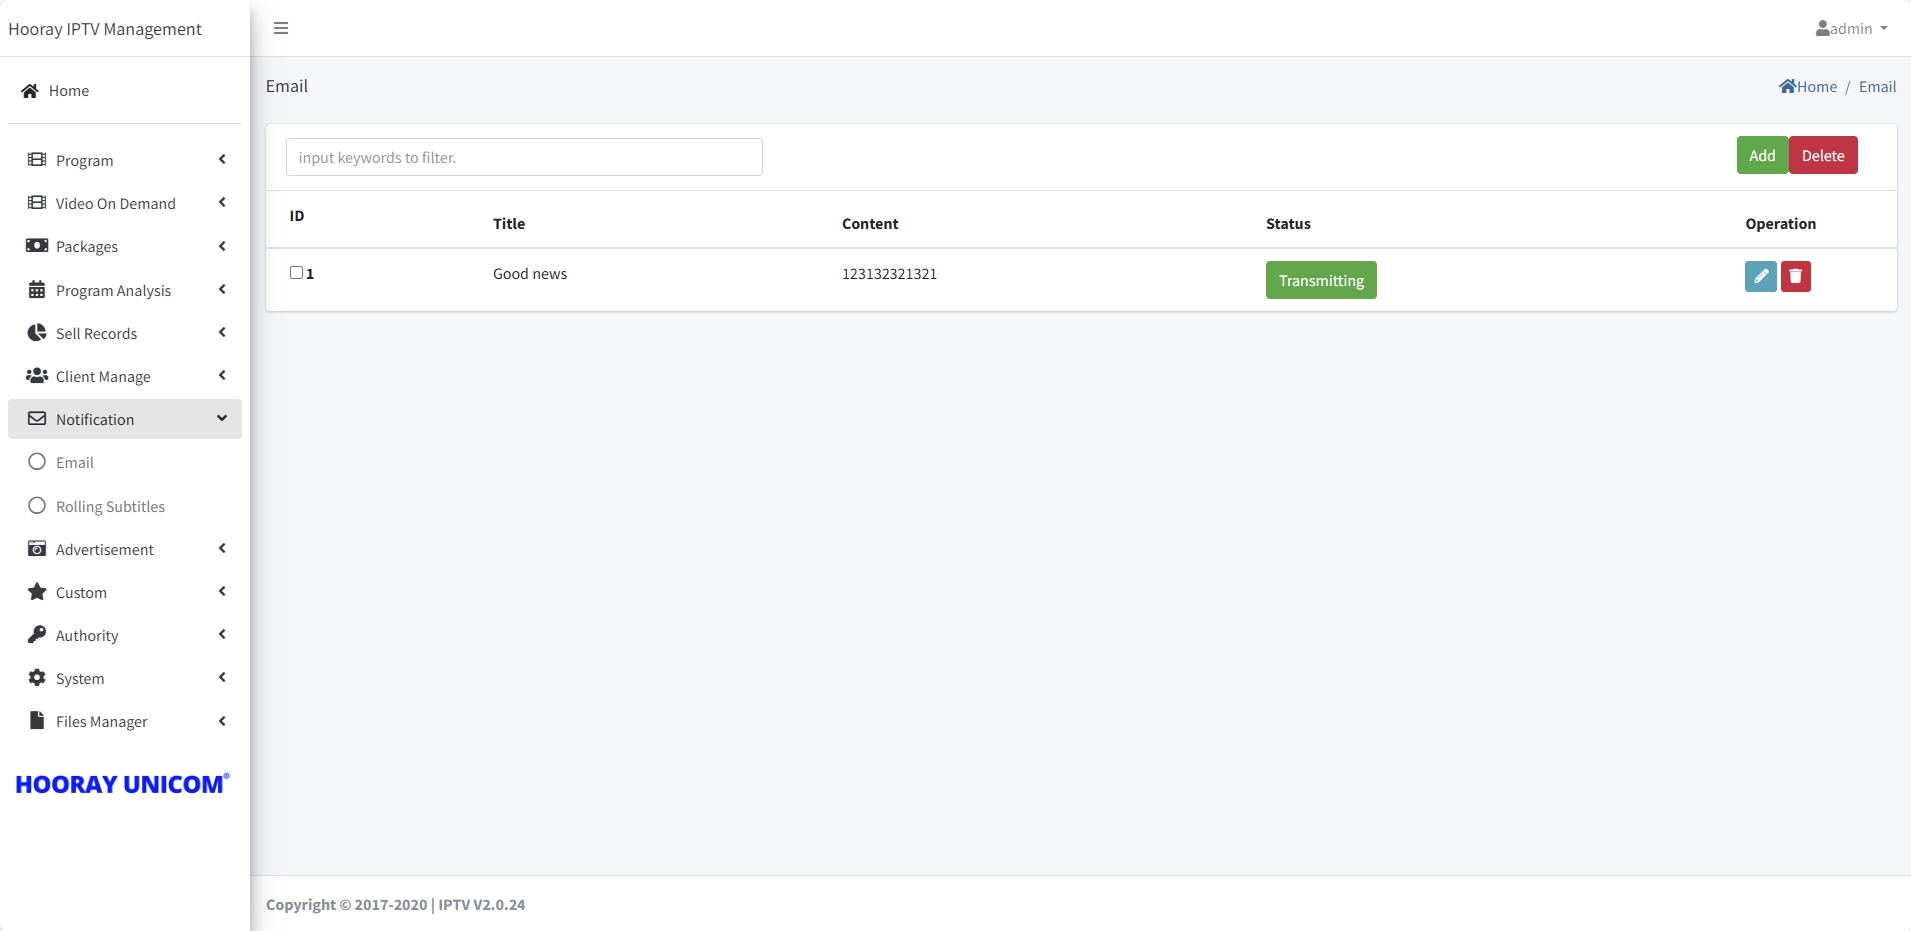 Hooray IPTV Management
admin
Home
Program
Video On Demand
Packages
Program Analysis
Sell Records
Client Manage
Notification
Email
Rolling Subtitles
Advertisement
Custom
Authority
System
Files Manager
HOORAY UNICOM®
Email
Home / Email
input keywords to filter.
Add Delete
ID Title Content Status Operation
1 Good news 123132321321 Transmitting
Copyright © 2017-2020 | IPTV V2.0.24